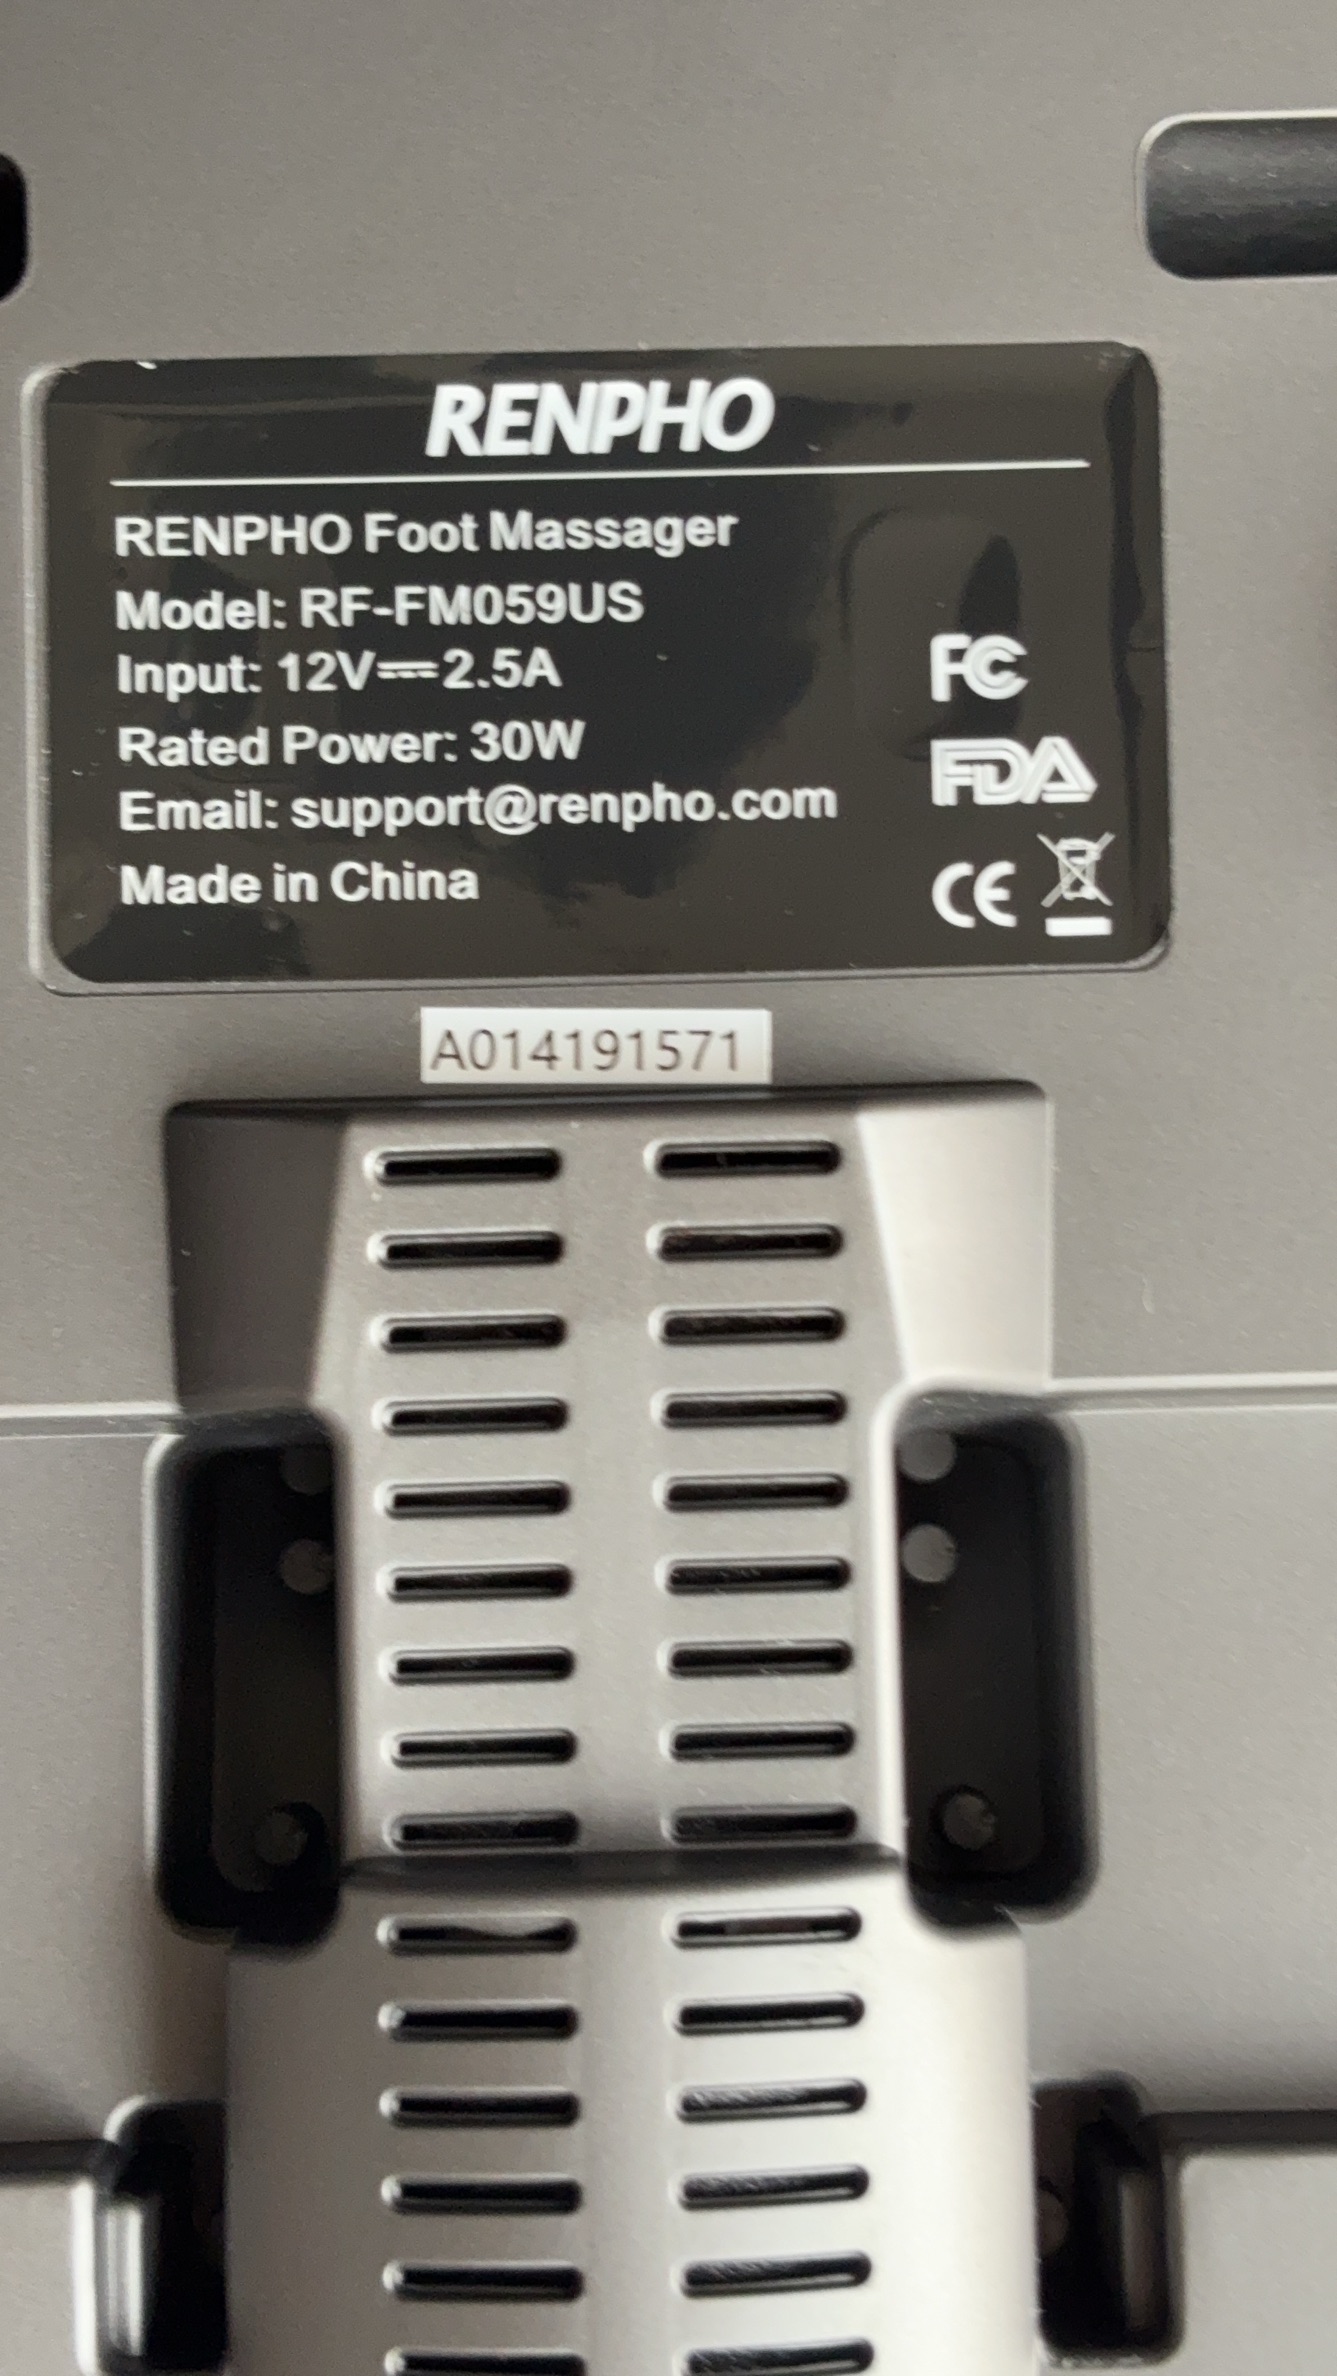 RENPHO
RENPHO Foot Massager
Model: RF-FM059US
Input: 12V⎓2.5A
Rated Power: 30W
Email: support@renpho.com
Made in China
FC
FDA
CE
A014191571